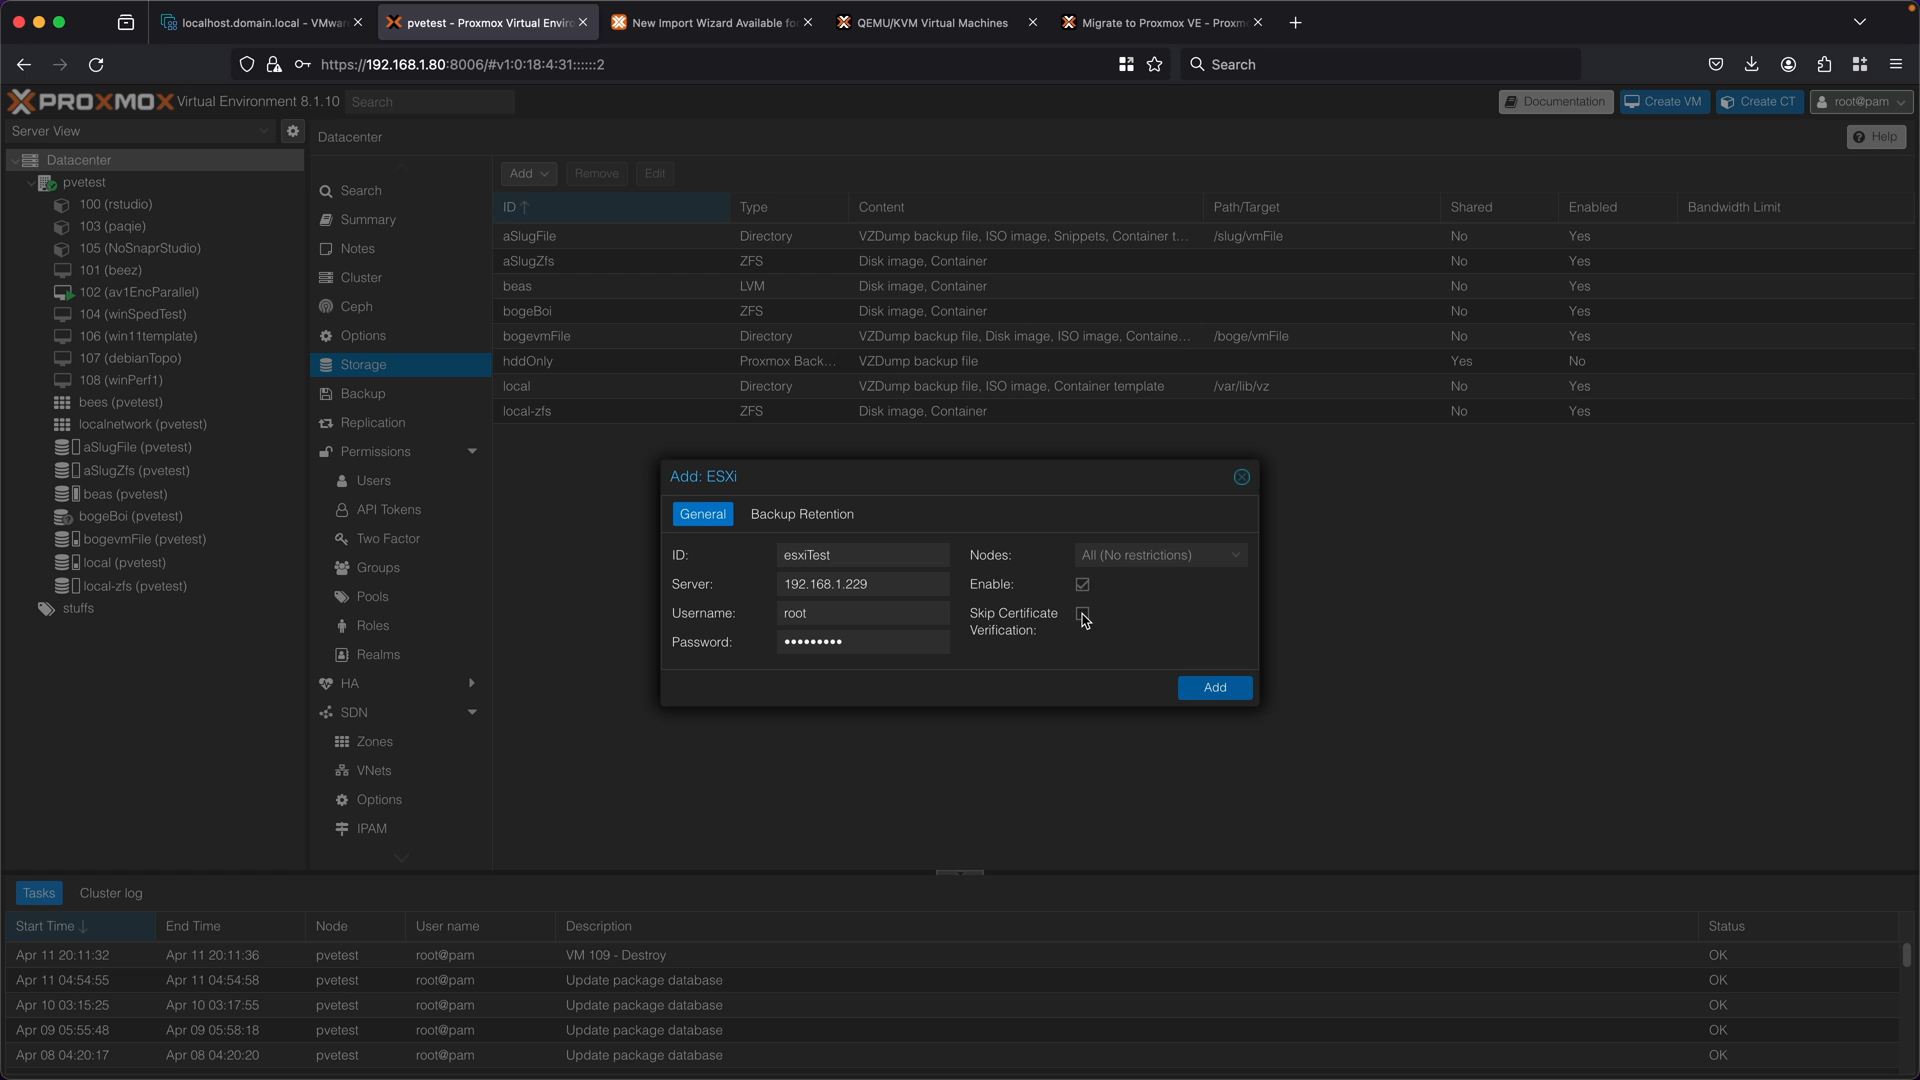 localhost.domain.local - VMwar
pvetest - Proxmox Virtual Enviro
New Import Wizard Available fo
QEMU/KVM Virtual Machines
Migrate to Proxmox VE - Proxm
https://192.168.1.80:8006/#v1:0:18:4:31::::::2
Search
PROXMOX Virtual Environment 8.1.10
Search
Documentation
Create VM
Create CT
root@pam
Server View
Datacenter
Help
Datacenter
pvetest
100 (rstudio)
103 (paqie)
105 (NoSnaprStudio)
101 (beez)
102 (av1EncParallel)
104 (winSpedTest)
106 (win11template)
107 (debianTopo)
108 (winPerf1)
bees (pvetest)
localnetwork (pvetest)
aSlugFile (pvetest)
aSlugZfs (pvetest)
beas (pvetest)
bogeBoi (pvetest)
bogevmFile (pvetest)
local (pvetest)
local-zfs (pvetest)
stuffs
Search
Summary
Notes
Cluster
Ceph
Options
Storage
Backup
Replication
Permissions
Users
API Tokens
Two Factor
Groups
Pools
Roles
Realms
HA
SDN
Zones
VNets
Options
IPAM
Add Remove Edit
ID Type Content Path/Target Shared Enabled Bandwidth Limit
aSlugFile Directory VZDump backup file, ISO image, Snippets, Container t... /slug/vmFile No Yes
aSlugZfs ZFS Disk image, Container No Yes
beas LVM Disk image, Container No Yes
bogeBoi ZFS Disk image, Container No Yes
bogevmFile Directory VZDump backup file, Disk image, ISO image, Containe... /boge/vmFile No Yes
hddOnly Proxmox Back... VZDump backup file Yes No
local Directory VZDump backup file, ISO image, Container template /var/lib/vz No Yes
local-zfs ZFS Disk image, Container No Yes
Add: ESXi
General Backup Retention
ID: esxiTest
Server: 192.168.1.229
Username: root
Password: •••••••••
Nodes: All (No restrictions)
Enable:
Skip Certificate
Verification:
Add
Tasks Cluster log
Start Time End Time Node User name Description Status
Apr 11 20:11:32 Apr 11 20:11:36 pvetest root@pam VM 109 - Destroy OK
Apr 11 04:54:55 Apr 11 04:54:58 pvetest root@pam Update package database OK
Apr 10 03:15:25 Apr 10 03:17:55 pvetest root@pam Update package database OK
Apr 09 05:55:48 Apr 09 05:58:18 pvetest root@pam Update package database OK
Apr 08 04:20:17 Apr 08 04:20:20 pvetest root@pam Update package database OK